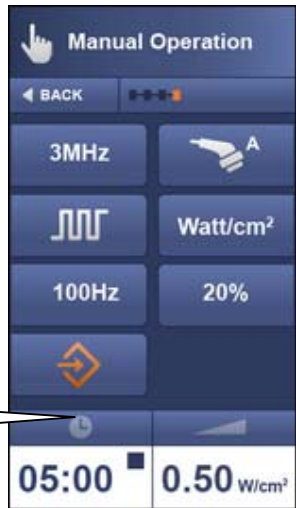 Manual Operation
BACK
3MHz
A
Watt/cm²
100Hz
20%
05:00
0.50 W/cm²